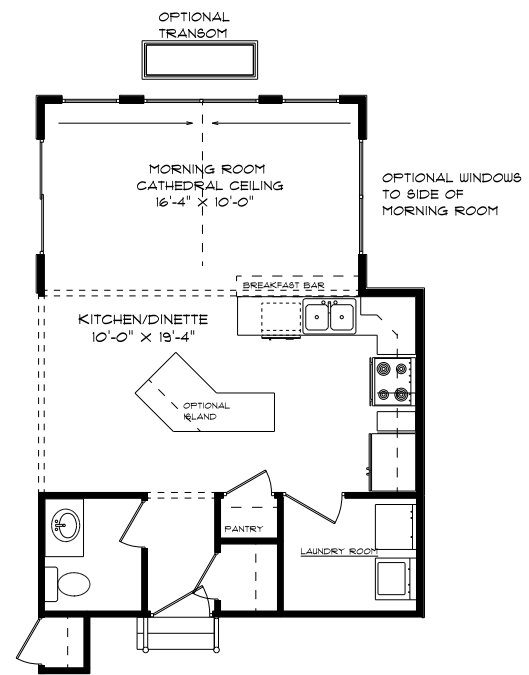 OPTIONAL
TRANSOM
MORNING ROOM
CATHEDRAL CEILING
16'-4" X 10'-0"
OPTIONAL WINDOWS
TO SIDE OF
MORNING ROOM
BREAKFAST BAR
KITCHEN/DINETTE
10'-0" X 19'-4"
OPTIONAL
ISLAND
PANTRY
LAUNDRY ROOM